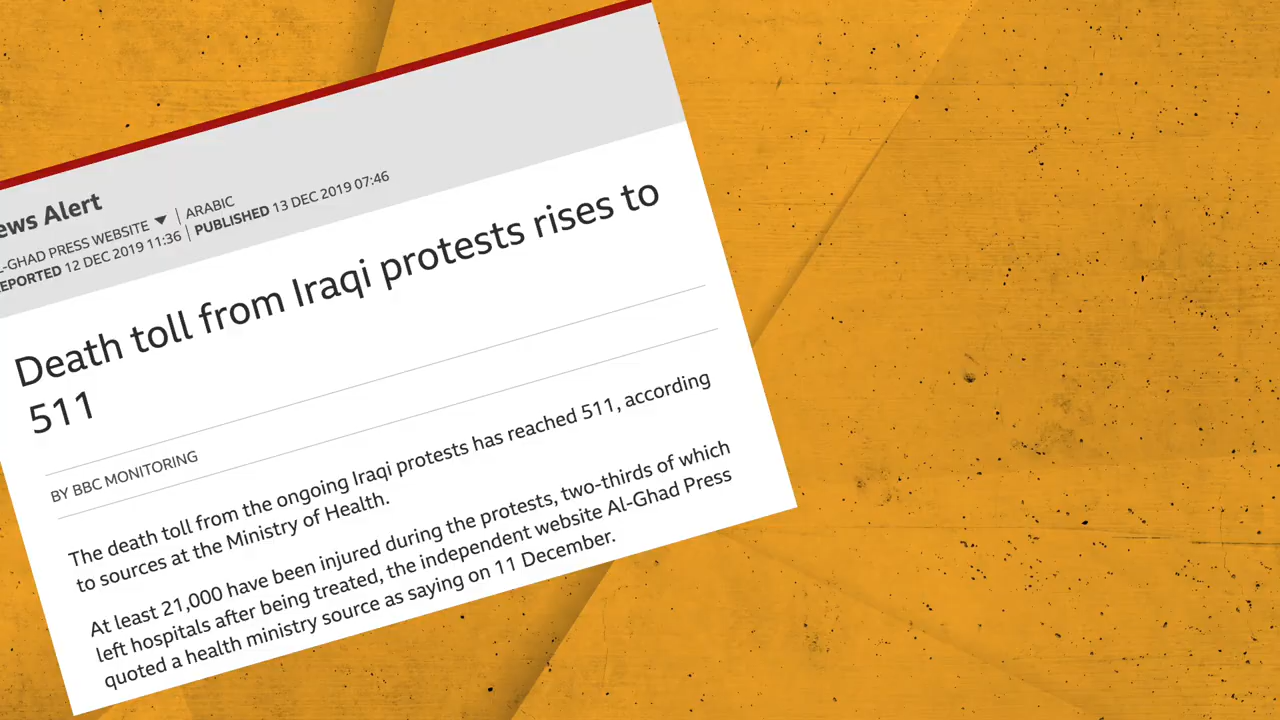 ews Alert
L-GHAD PRESS WEBSITE ▼ | ARABIC
EPORTED 12 DEC 2019 11:36 | PUBLISHED 13 DEC 2019 07:46
Death toll from Iraqi protests rises to
511
BY BBC MONITORING
The death toll from the ongoing Iraqi protests has reached 511, according
to sources at the Ministry of Health.
At least 21,000 have been injured during the protests, two-thirds of which
left hospitals after being treated, the independent website Al-Ghad Press
quoted a health ministry source as saying on 11 December.